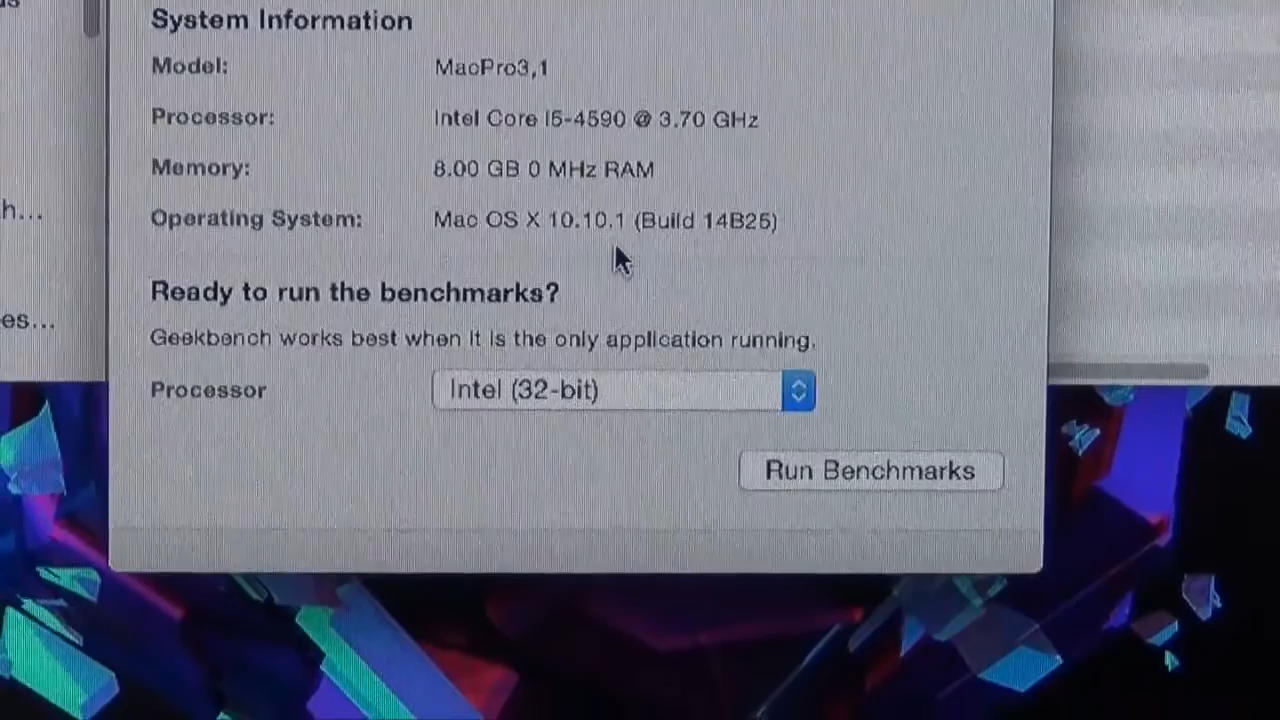 System Information
Model: MacPro3,1
Processor: Intel Core i5-4590 @ 3.70 GHz
Memory: 8.00 GB 0 MHz RAM
Operating System: Mac OS X 10.10.1 (Build 14B25)
h...
Ready to run the benchmarks?
es...
Geekbench works best when it is the only application running.
Processor Intel (32-bit)
Run Benchmarks